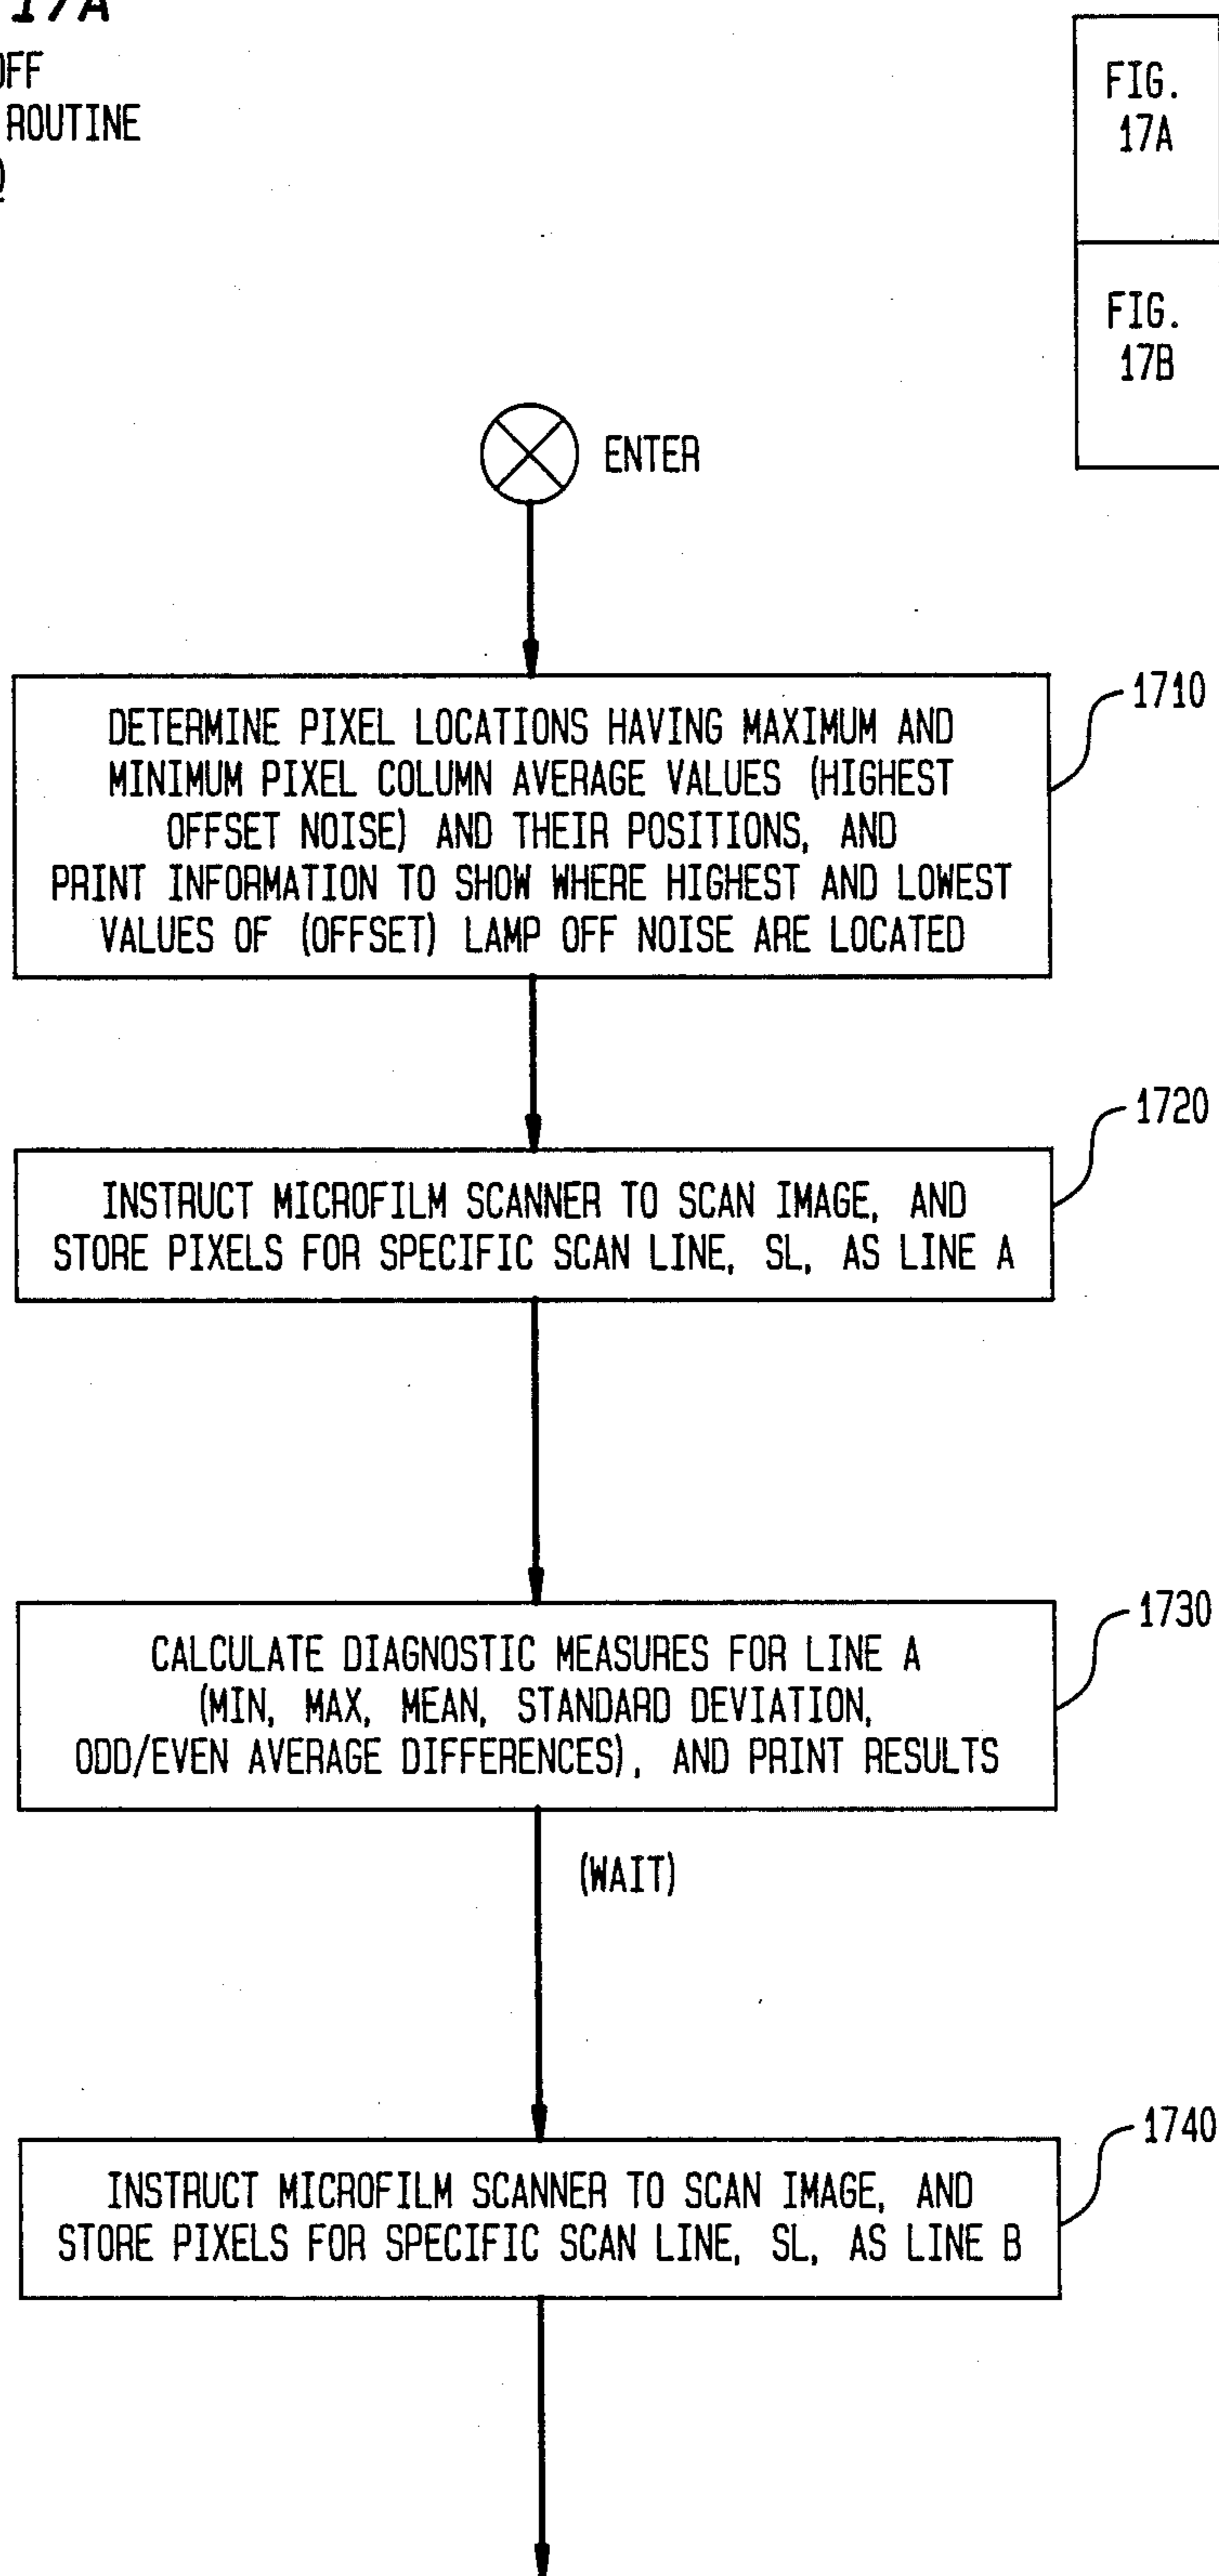 17A
OFF
ROUTINE
FIG.
17A
FIG.
17B
ENTER
1710
DETERMINE PIXEL LOCATIONS HAVING MAXIMUM AND
MINIMUM PIXEL COLUMN AVERAGE VALUES (HIGHEST
OFFSET NOISE) AND THEIR POSITIONS, AND
PRINT INFORMATION TO SHOW WHERE HIGHEST AND LOWEST
VALUES OF (OFFSET) LAMP OFF NOISE ARE LOCATED
1720
INSTRUCT MICROFILM SCANNER TO SCAN IMAGE, AND
STORE PIXELS FOR SPECIFIC SCAN LINE, SL, AS LINE A
1730
CALCULATE DIAGNOSTIC MEASURES FOR LINE A
(MIN, MAX, MEAN, STANDARD DEVIATION,
ODD/EVEN AVERAGE DIFFERENCES), AND PRINT RESULTS
(WAIT)
1740
INSTRUCT MICROFILM SCANNER TO SCAN IMAGE, AND
STORE PIXELS FOR SPECIFIC SCAN LINE, SL, AS LINE B